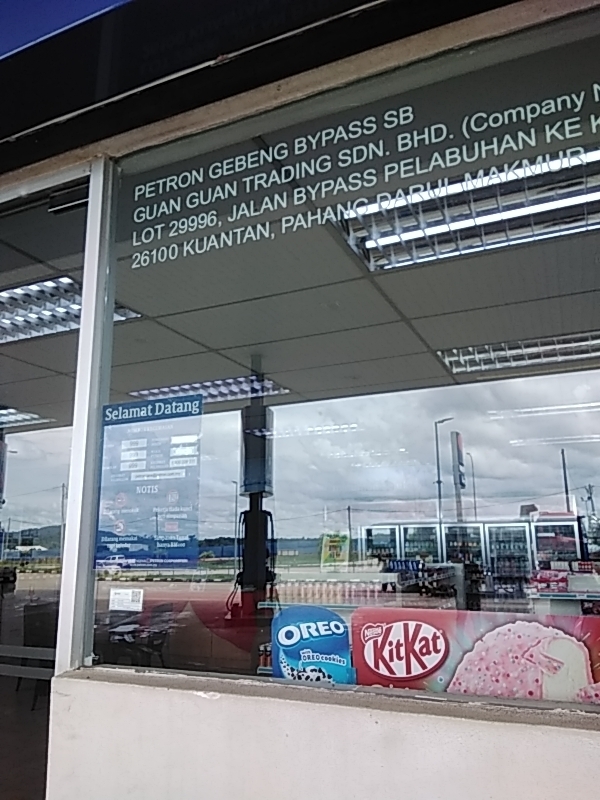 PETRON GEBENG BYPASS SB
GUAN GUAN TRADING SDN. BHD. (Company N
LOT 29996, JALAN BYPASS PELABUHAN KE K
26100 KUANTAN, PAHANG DARUL MAKMUR
Selamat Datang
NOTIS
OREO
OREO cookies
Nestlé
KitKat